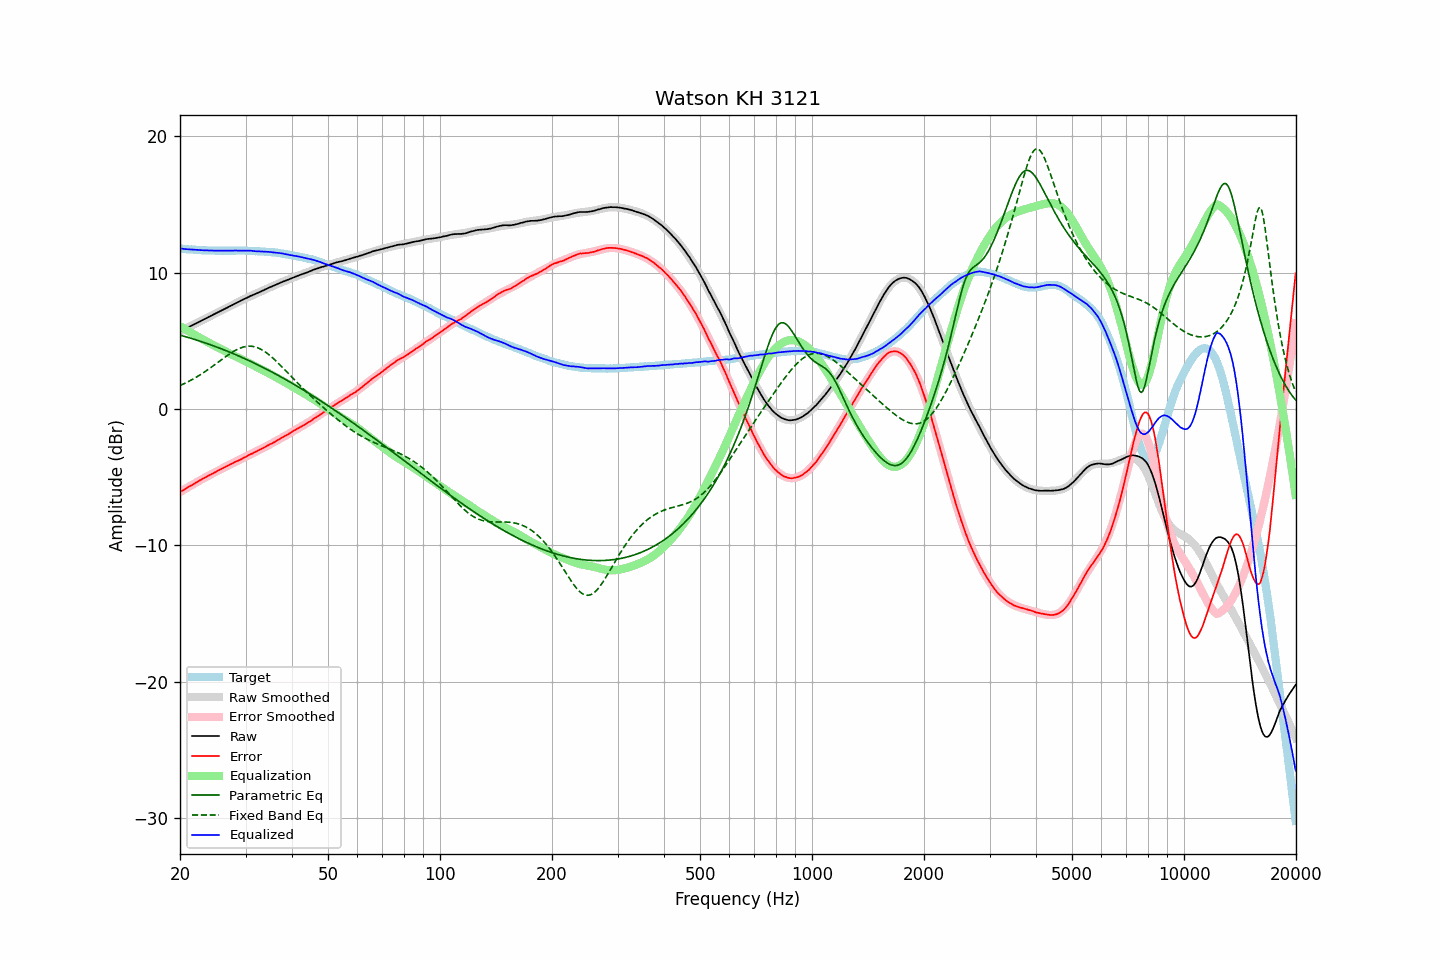 Watson KH 3121
20
10
0
−10
−20
−30
Amplitude (dBr)
Target
Raw Smoothed
Error Smoothed
Raw
Error
Equalization
Parametric Eq
Fixed Band Eq
Equalized
20 50 100 200 500 1000 2000 5000 10000 20000
Frequency (Hz)